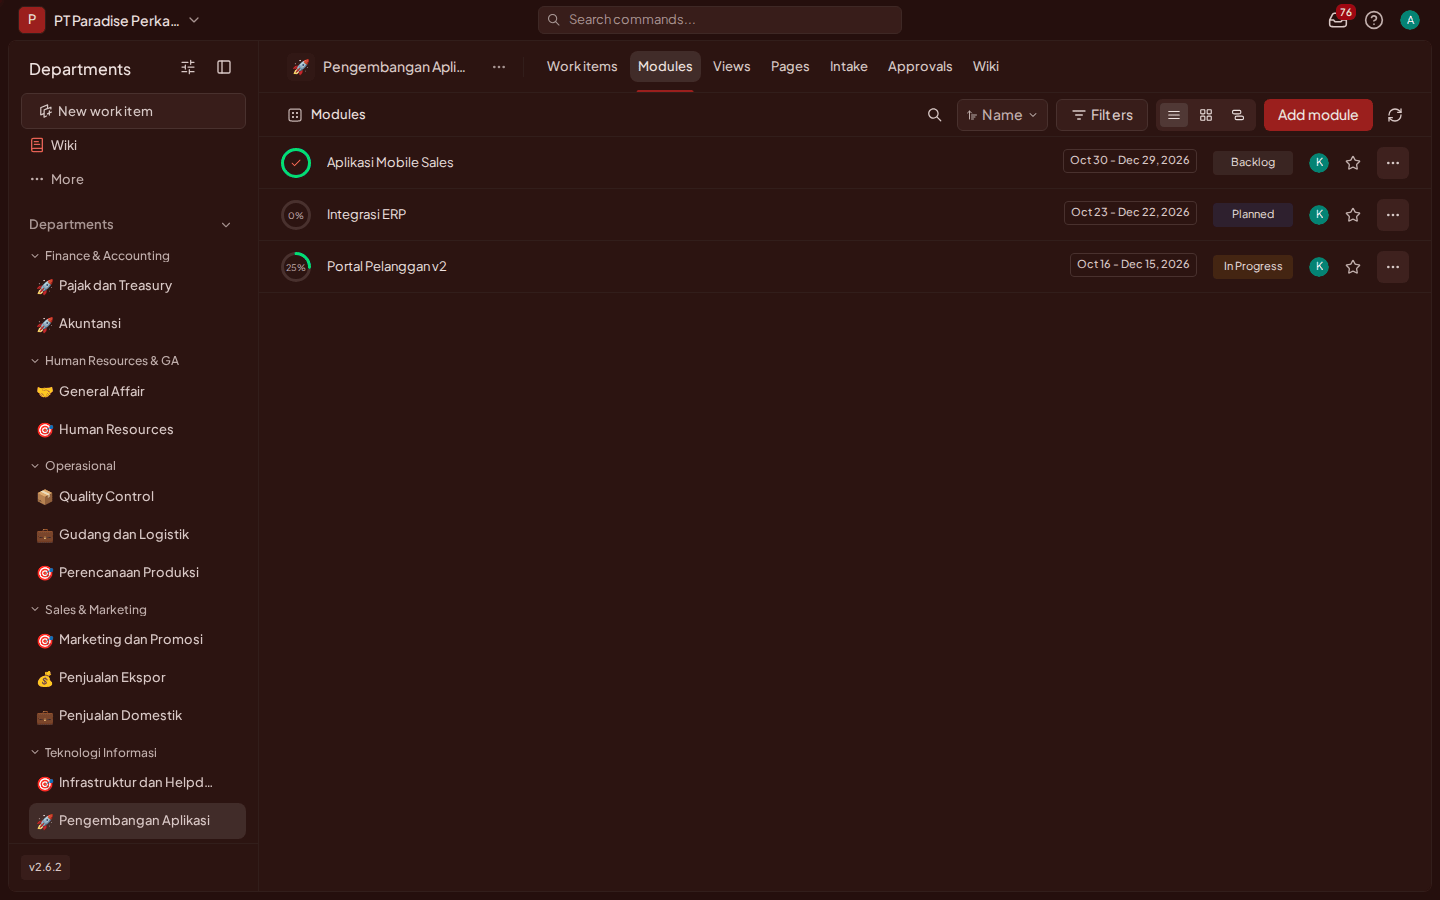 P PT Paradise Perka...
Search commands...
76
A
Departments
New work item
Wiki
More
Departments
Finance & Accounting
Pajak dan Treasury
Akuntansi
Human Resources & GA
General Affair
Human Resources
Operasional
Quality Control
Gudang dan Logistik
Perencanaan Produksi
Sales & Marketing
Marketing dan Promosi
Penjualan Ekspor
Penjualan Domestik
Teknologi Informasi
Infrastruktur dan Helpd...
Pengembangan Aplikasi
v2.6.2
Pengembangan Apli... Work items Modules Views Pages Intake Approvals Wiki
Modules Name Filters Add module
Aplikasi Mobile Sales Oct 30 - Dec 29, 2026 Backlog K
0% Integrasi ERP Oct 23 - Dec 22, 2026 Planned K
25% Portal Pelanggan v2 Oct 16 - Dec 15, 2026 In Progress K